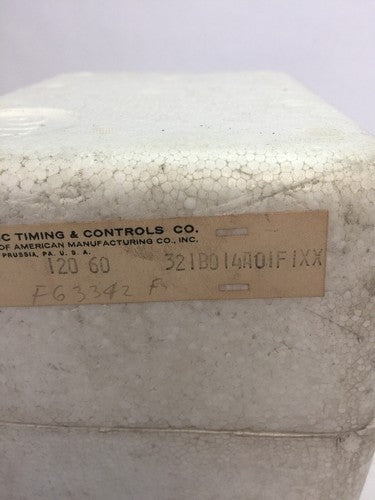 C TIMING & CONTROLS CO.
OF AMERICAN MANUFACTURING CO., INC.
PRUSSIA, PA. U. S. A.
120 60 321B014A01F1XX
F63342